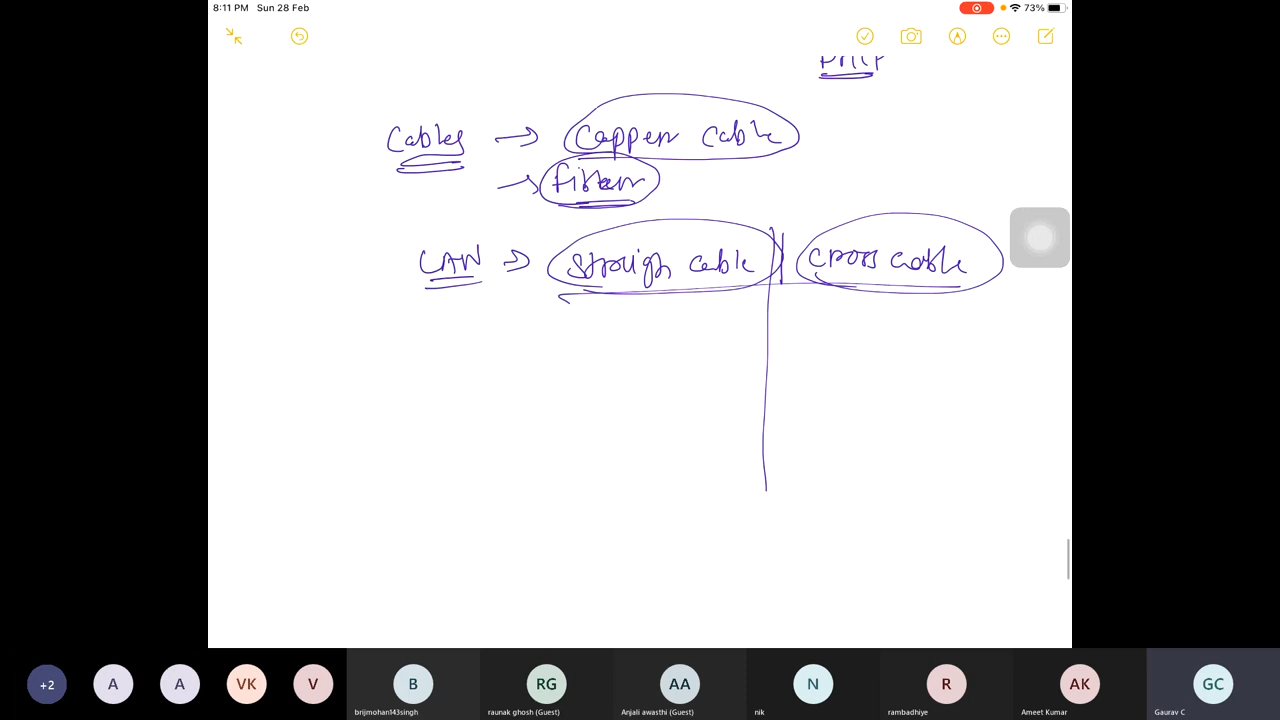 8:11 PM Sun 28 Feb
73%
Cables → Copper cable
→ fiber
LAN → Straigh cable | cross cable
+2 A A VK V B RG AA N R AK GC
brijmohan143singh raunak ghosh (Guest) Anjali awasthi (Guest) nik rambadhiye Ameet Kumar Gaurav C